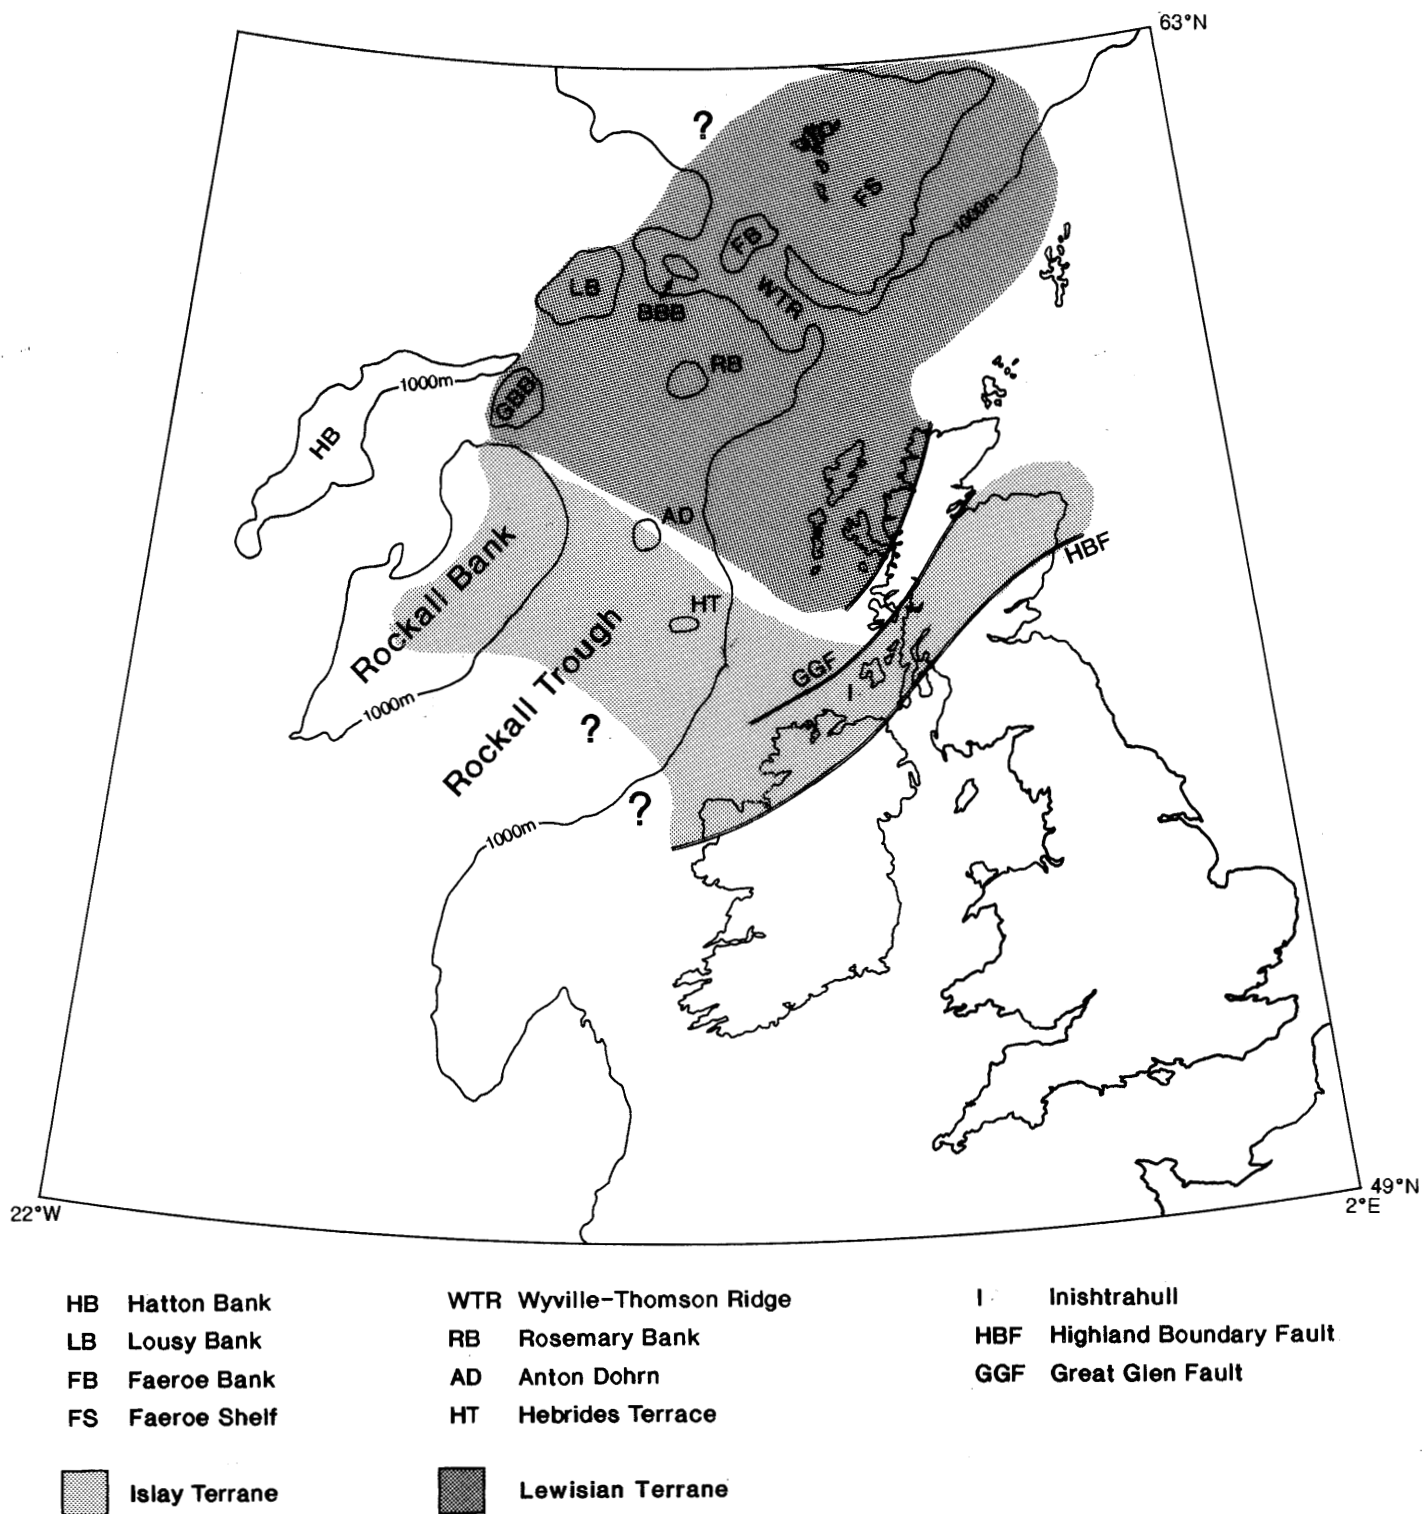 63°N
?
FS
1000m
FB
LB
WTR
BBB
RB
1000m
GBB
HB
AD
Rockall Bank
HBF
HT
Rockall Trough
GGF
I
1000m
?
?
1000m
22°W
49°N
2°E
HB Hatton Bank
LB Lousy Bank
FB Faeroe Bank
FS Faeroe Shelf
WTR Wyville-Thomson Ridge
RB Rosemary Bank
AD Anton Dohrn
HT Hebrides Terrace
I Inishtrahull
HBF Highland Boundary Fault
GGF Great Glen Fault
Islay Terrane
Lewisian Terrane